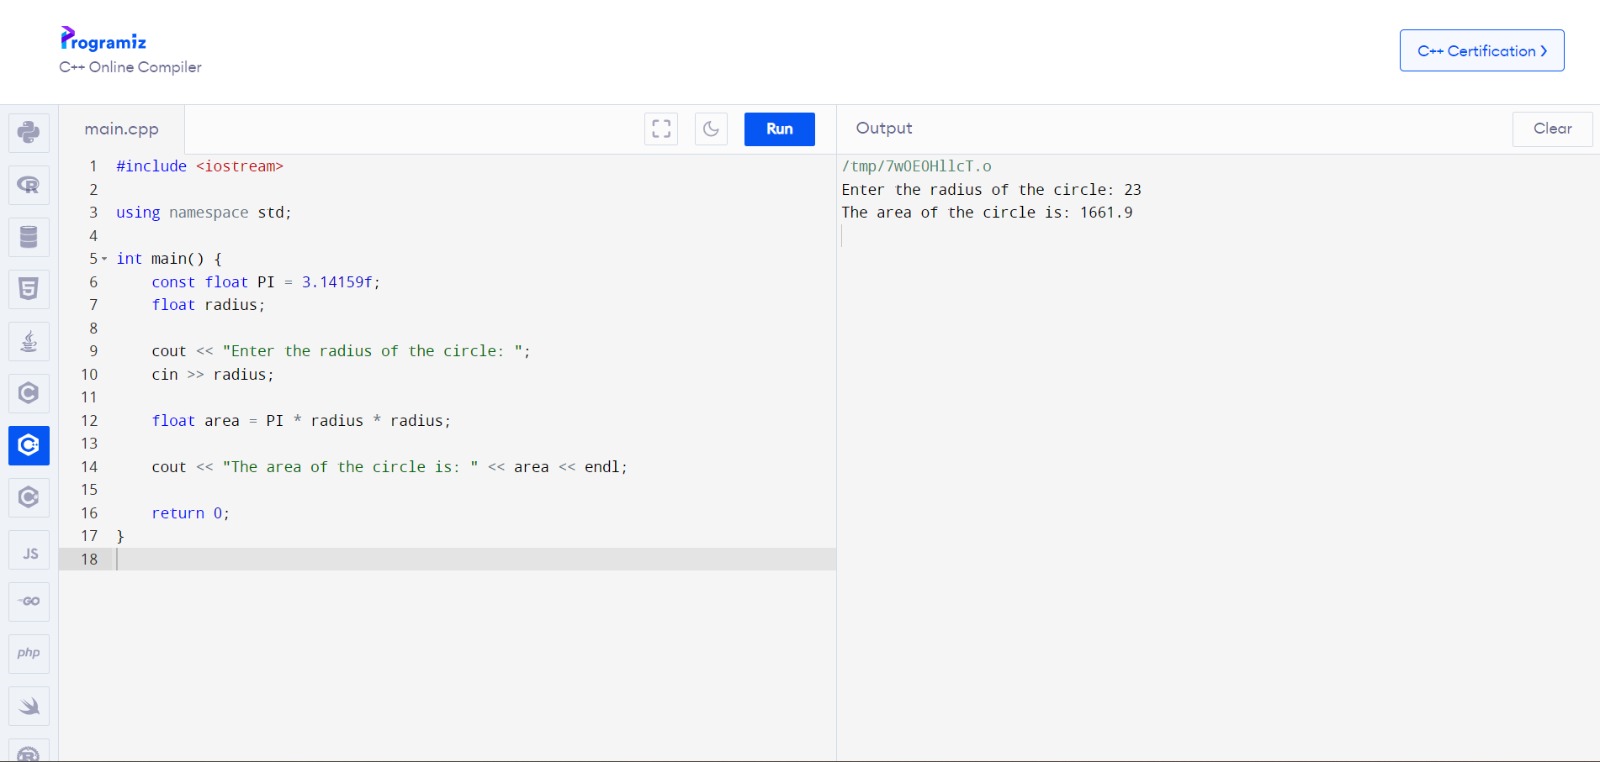 Programiz
C++ Online Compiler
C++ Certification
main.cpp
Run
Output
Clear
1 #include <iostream>
2
3 using namespace std;
4
5 int main() {
6     const float PI = 3.14159f;
7     float radius;
8
9     cout << "Enter the radius of the circle: ";
10     cin >> radius;
11
12     float area = PI * radius * radius;
13
14     cout << "The area of the circle is: " << area << endl;
15
16     return 0;
17 }
18
/tmp/7wOEOHllcT.o
Enter the radius of the circle: 23
The area of the circle is: 1661.9
R
5
C
C+
C
JS
GO
php
R